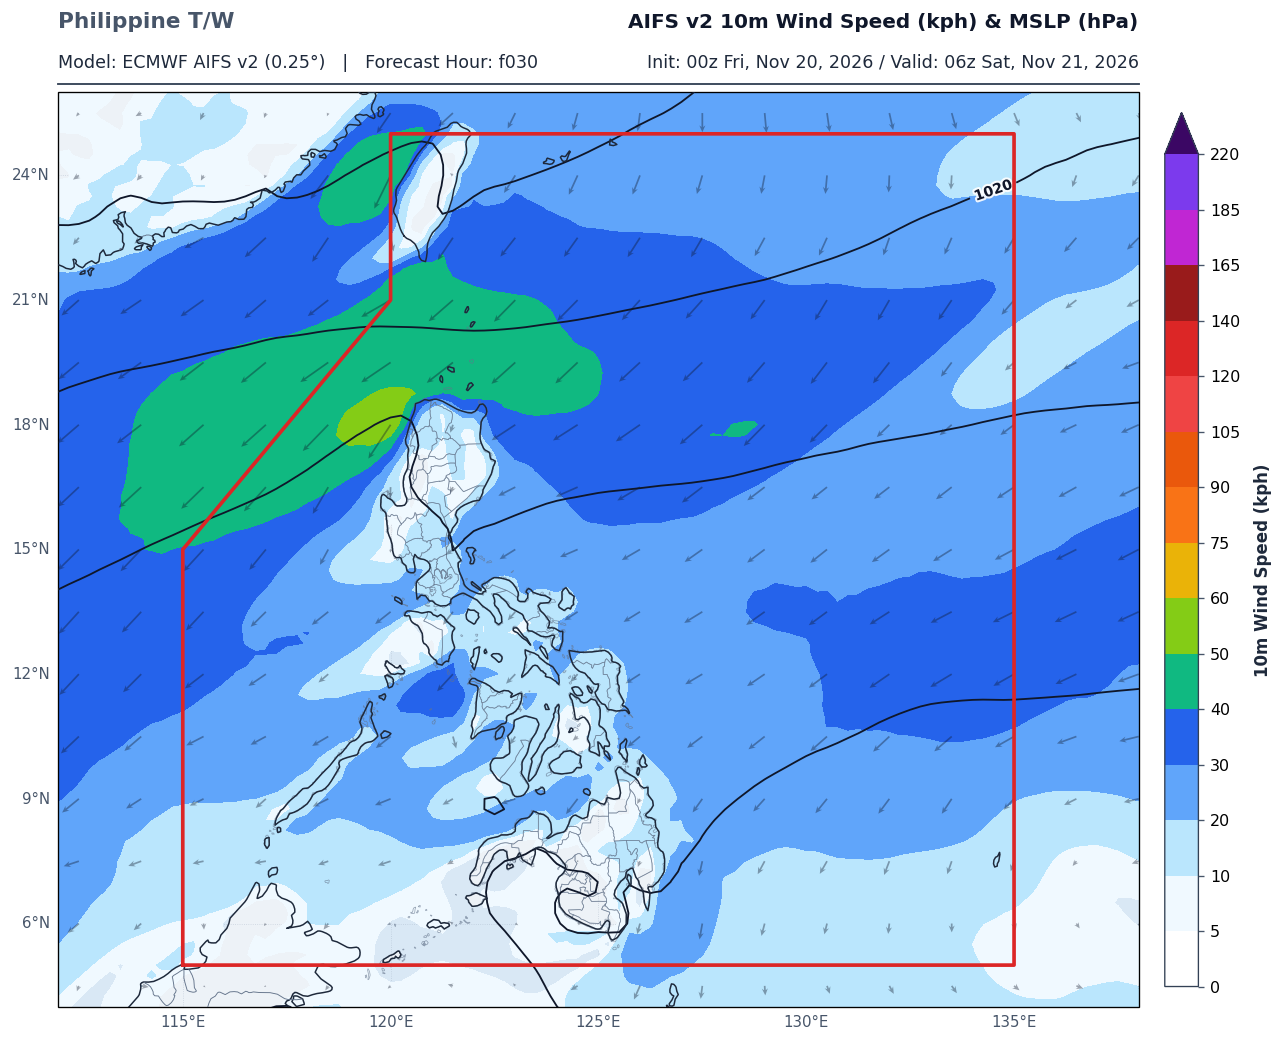 Philippine T/W
AIFS v2 10m Wind Speed (kph) & MSLP (hPa)
Model: ECMWF AIFS v2 (0.25°) | Forecast Hour: f030
Init: 00z Fri, Nov 20, 2026 / Valid: 06z Sat, Nov 21, 2026
24°N
21°N
18°N
15°N
12°N
9°N
6°N
1020
115°E
120°E
125°E
130°E
135°E
220
185
165
140
120
105
90
75
60
50
40
30
20
10
5
0
10m Wind Speed (kph)